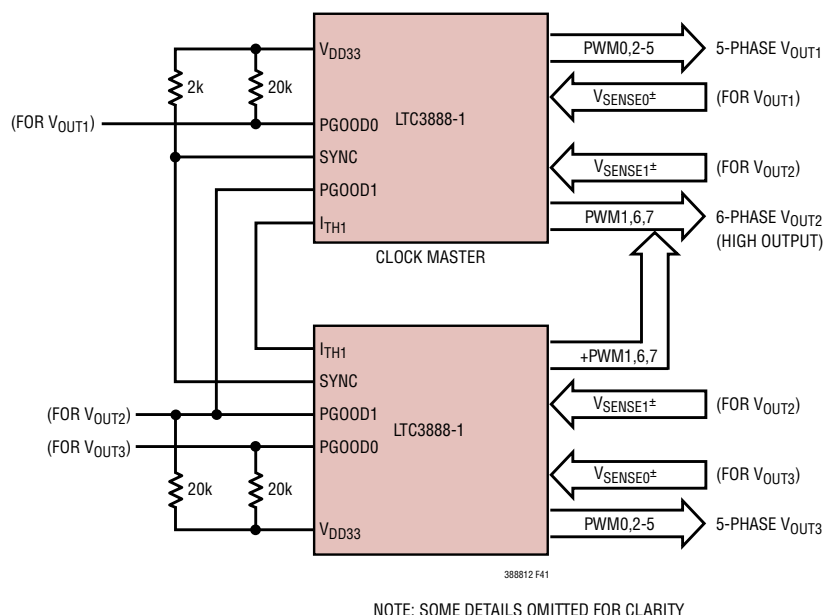 VDD33
PWM0,2-5
5-PHASE VOUT1
2k
20k
VSENSE0±
(FOR VOUT1)
(FOR VOUT1)
PGOOD0
LTC3888-1
SYNC
VSENSE1±
(FOR VOUT2)
PGOOD1
ITH1
PWM1,6,7
6-PHASE VOUT2
(HIGH OUTPUT)
CLOCK MASTER
ITH1
+PWM1,6,7
SYNC
(FOR VOUT2)
PGOOD1
VSENSE1±
(FOR VOUT2)
LTC3888-1
(FOR VOUT3)
PGOOD0
VSENSE0±
(FOR VOUT3)
20k
20k
VDD33
PWM0,2-5
5-PHASE VOUT3
388812 F41
NOTE: SOME DETAILS OMITTED FOR CLARITY